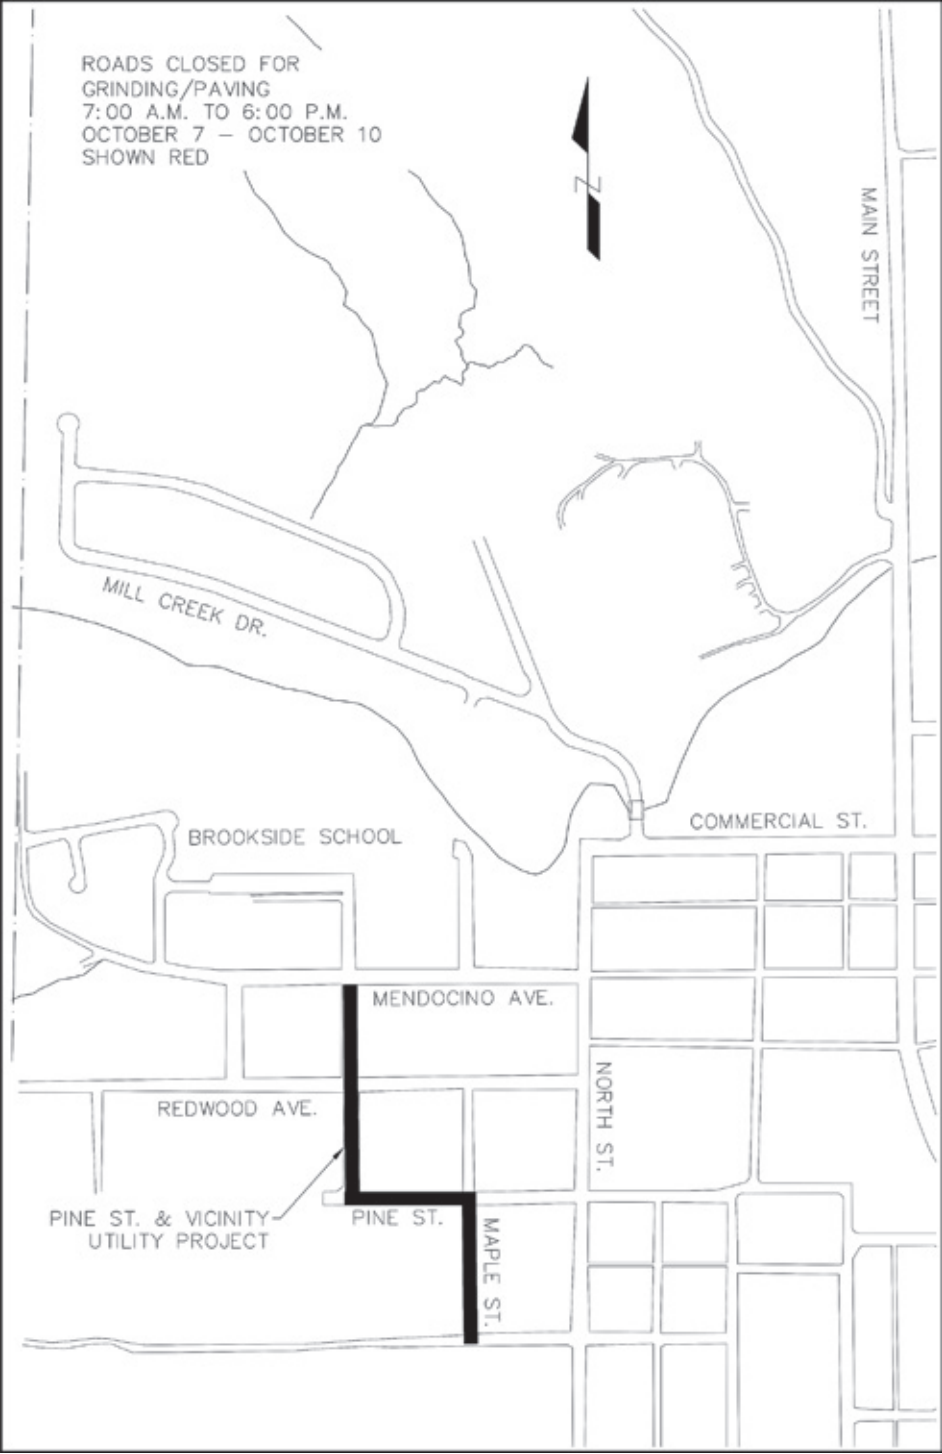 ROADS CLOSED FOR
GRINDING/PAVING
7:00 A.M. TO 6:00 P.M.
OCTOBER 7 – OCTOBER 10
SHOWN RED
N
MAIN STREET
MILL CREEK DR.
COMMERCIAL ST.
BROOKSIDE SCHOOL
MENDOCINO AVE.
NORTH ST.
REDWOOD AVE.
PINE ST. & VICINITY
UTILITY PROJECT
PINE ST.
MAPLE ST.